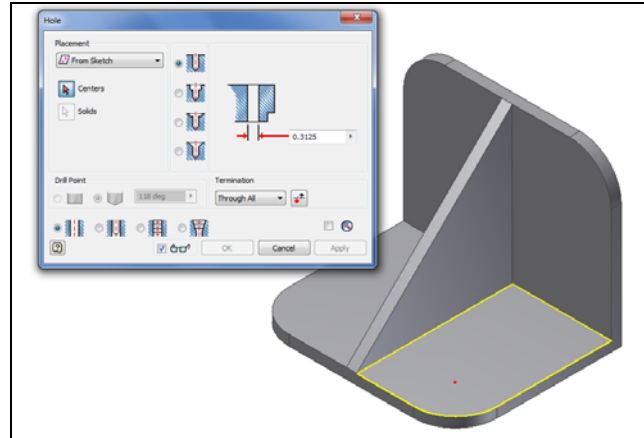 Hole
Placement
From Sketch
Centers
Solids
0.3125
Drill Point
118 deg
Termination
Through All
OK
Cancel
Apply